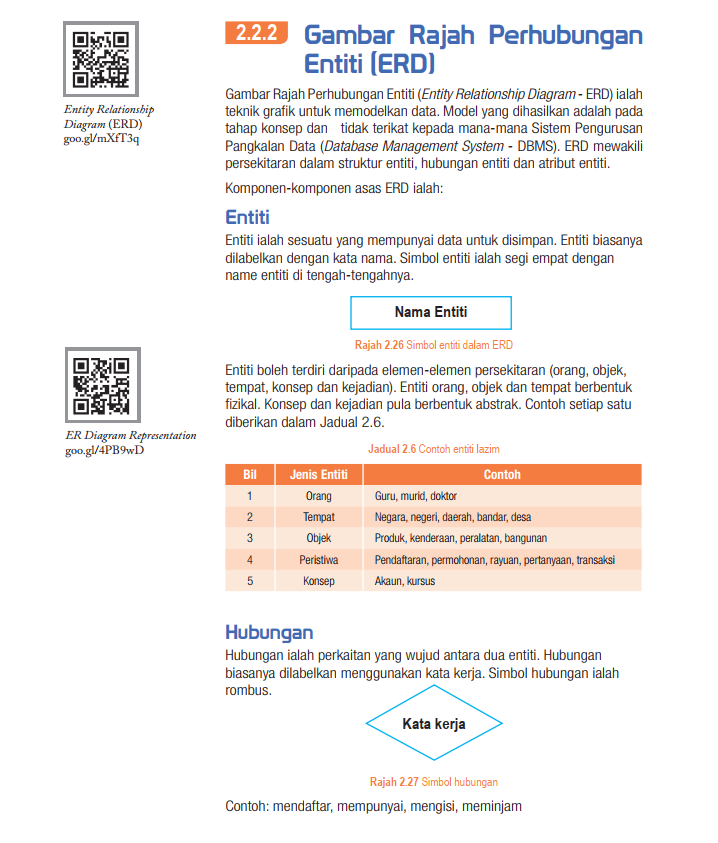 Entity Relationship
Diagram (ERD)
goo.gl/mXfT3q
2.2.2 Gambar Rajah Perhubungan
Entiti (ERD)
Gambar Rajah Perhubungan Entiti (Entity Relationship Diagram - ERD) ialah
teknik grafik untuk memodelkan data. Model yang dihasilkan adalah pada
tahap konsep dan tidak terikat kepada mana-mana Sistem Pengurusan
Pangkalan Data (Database Management System - DBMS). ERD mewakili
persekitaran dalam struktur entiti, hubungan entiti dan atribut entiti.
Komponen-komponen asas ERD ialah:
Entiti
Entiti ialah sesuatu yang mempunyai data untuk disimpan. Entiti biasanya
dilabelkan dengan kata nama. Simbol entiti ialah segi empat dengan
name entiti di tengah-tengahnya.
Nama Entiti
Rajah 2.26 Simbol entiti dalam ERD
ER Diagram Representation
goo.gl/4PB9wD
Entiti boleh terdiri daripada elemen-elemen persekitaran (orang, objek,
tempat, konsep dan kejadian). Entiti orang, objek dan tempat berbentuk
fizikal. Konsep dan kejadian pula berbentuk abstrak. Contoh setiap satu
diberikan dalam Jadual 2.6.
Jadual 2.6 Contoh entiti lazim
Bil Jenis Entiti Contoh
1 Orang Guru, murid, doktor
2 Tempat Negara, negeri, daerah, bandar, desa
3 Objek Produk, kenderaan, peralatan, bangunan
4 Peristiwa Pendaftaran, permohonan, rayuan, pertanyaan, transaksi
5 Konsep Akaun, kursus
Hubungan
Hubungan ialah perkaitan yang wujud antara dua entiti. Hubungan
biasanya dilabelkan menggunakan kata kerja. Simbol hubungan ialah
rombus.
Kata kerja
Rajah 2.27 Simbol hubungan
Contoh: mendaftar, mempunyai, mengisi, meminjam